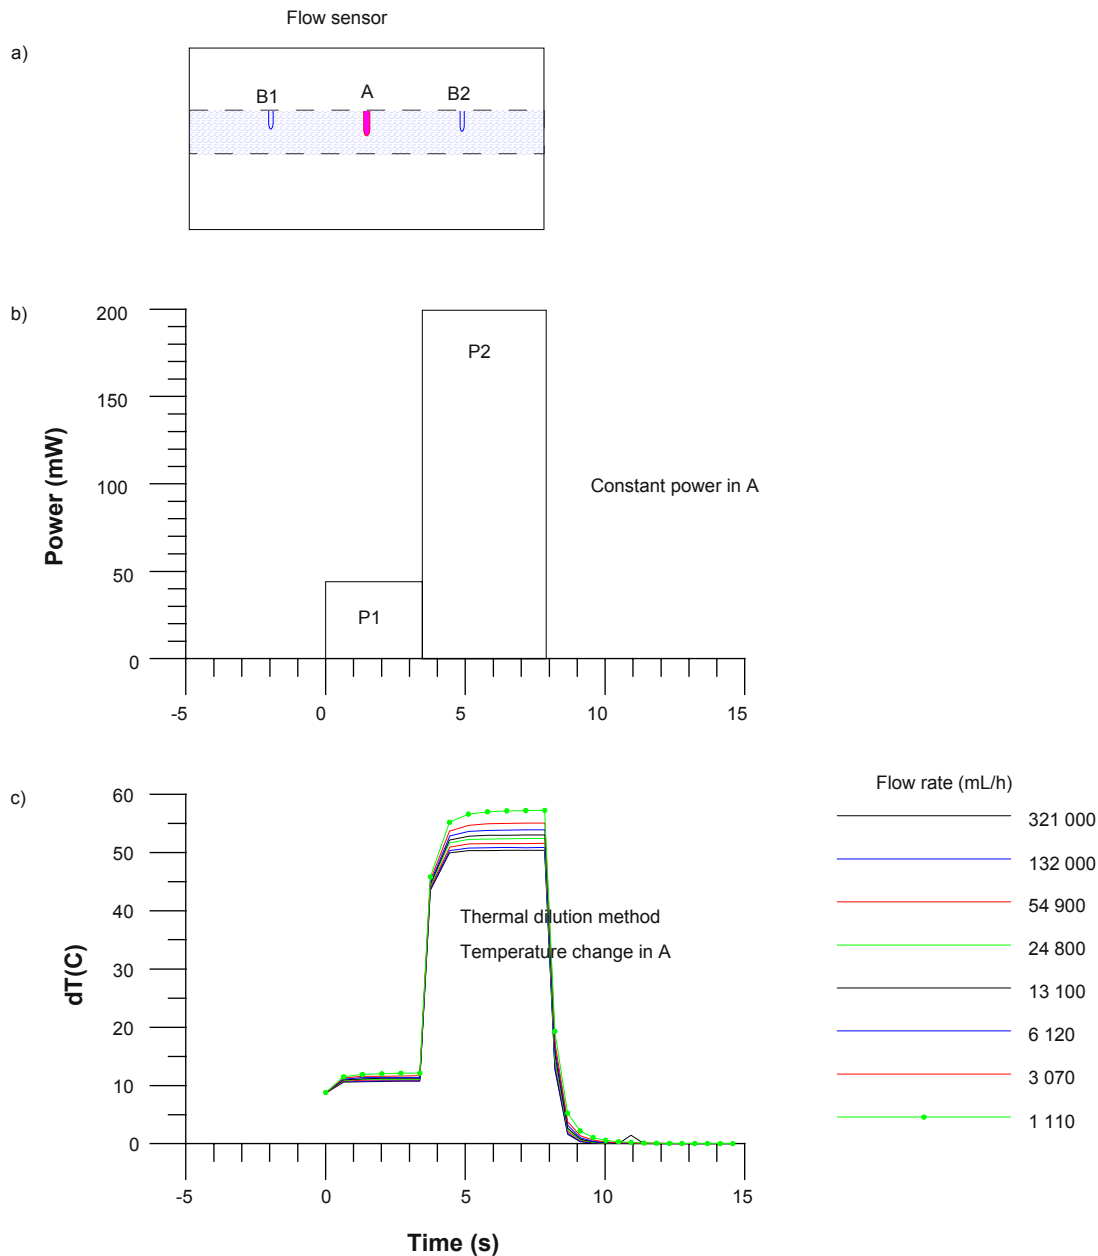 Flow sensor
a)
B1
A
B2
b)
200
150
100
50
0
Power (mW)
P2
P1
Constant power in A
-5
0
5
10
15
c)
60
50
40
30
20
10
0
dT(C)
Thermal dilution method
Temperature change in A
-5
0
5
10
15
Time (s)
Flow rate (mL/h)
321 000
132 000
54 900
24 800
13 100
6 120
3 070
1 110